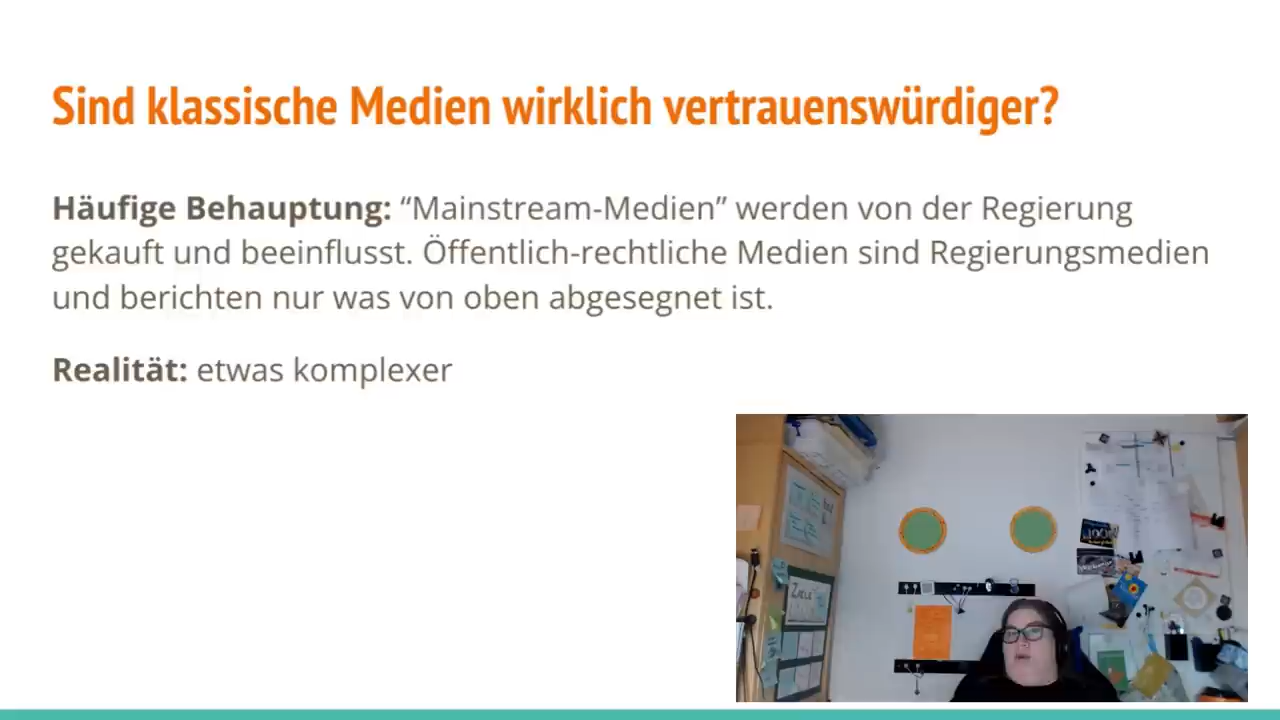 Sind klassische Medien wirklich vertrauenswürdiger?
Häufige Behauptung: “Mainstream-Medien” werden von der Regierung
gekauft und beeinflusst. Öffentlich-rechtliche Medien sind Regierungsmedien
und berichten nur was von oben abgesegnet ist.
Realität: etwas komplexer
ZIELE